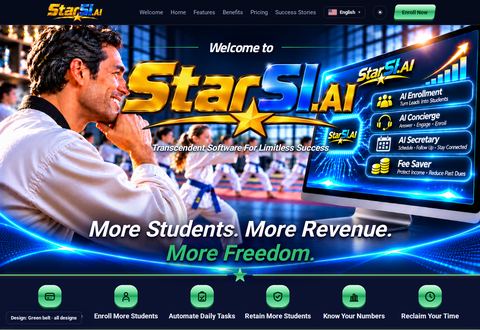 StarSI.AI
Welcome
Home
Features
Benefits
Pricing
Success Stories
English
Enroll Now
Welcome to
StarSI.AI
Transcendent Software For Limitless Success
StarSI.AI
StarSI.AI
AI Enrollment
Turn Leads into Students
AI Concierge
Answer • Engage • Enroll
AI Secretary
Schedule • Follow Up • Stay Connected
Fee Saver
Protect Income • Reduce Past Dues
More Students. More Revenue.
More Freedom.
Enroll More Students
Automate Daily Tasks
Retain More Students
Know Your Numbers
Reclaim Your Time
Design: Green belt · all designs